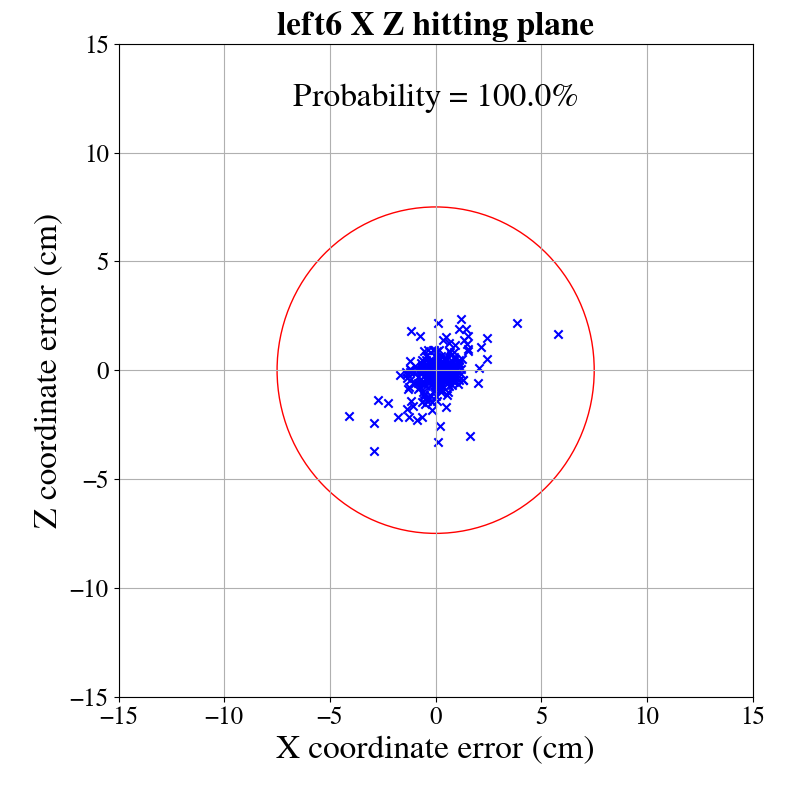 left6 X Z hitting plane
Probability = 100.0%
15
10
5
0
−5
−10
−15
Z coordinate error (cm)
−15 −10 −5 0 5 10 15
X coordinate error (cm)